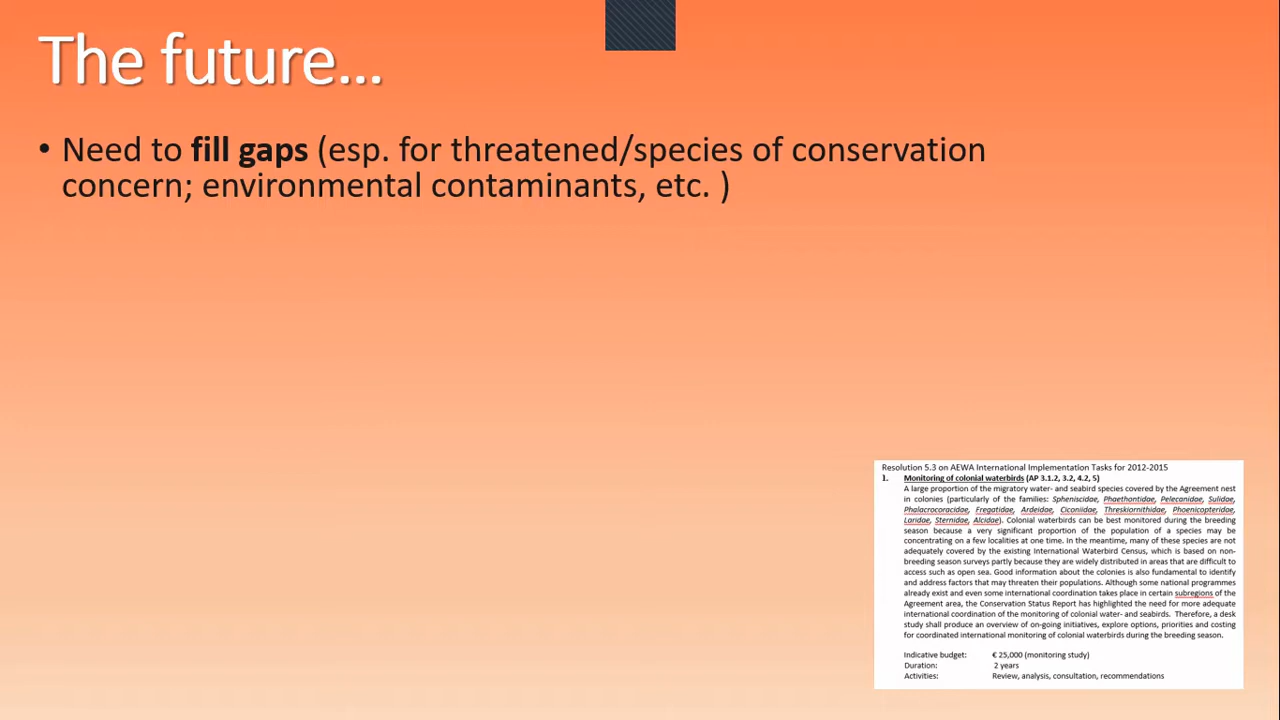 The future...
• Need to fill gaps (esp. for threatened/species of conservation
concern; environmental contaminants, etc. )
Resolution 5.3 on AEWA International Implementation Tasks for 2012-2015
1. Monitoring of colonial waterbirds (AP 3.1.2, 3.2, 4.2, 5)
A large proportion of the migratory water- and seabird species covered by the Agreement nest
in colonies (particularly of the families: Spheniscidae, Phaethontidae, Pelecanidae, Sulidae,
Phalacrocoracidae, Fregatidae, Ardeidae, Ciconiidae, Threskiornithidae, Phoenicopteridae,
Laridae, Sternidae, Alcidae). Colonial waterbirds can be best monitored during the breeding
season because a very significant proportion of the population of a species may be
concentrating on a few localities at one time. In the meantime, many of these species are not
adequately covered by the existing International Waterbird Census, which is based on non-
breeding season surveys partly because they are widely distributed in areas that are difficult to
access such as open sea. Good information about the colonies is also fundamental to identify
and address factors that may threaten their populations. Although some national programmes
already exist and even some international coordination takes place in certain subregions of the
Agreement area, the Conservation Status Report has highlighted the need for more adequate
international coordination of the monitoring of colonial water- and seabirds. Therefore, a desk
study shall produce an overview of on-going initiatives, explore options, priorities and costing
for coordinated international monitoring of colonial waterbirds during the breeding season.
Indicative budget: € 25,000 (monitoring study)
Duration: 2 years
Activities: Review, analysis, consultation, recommendations